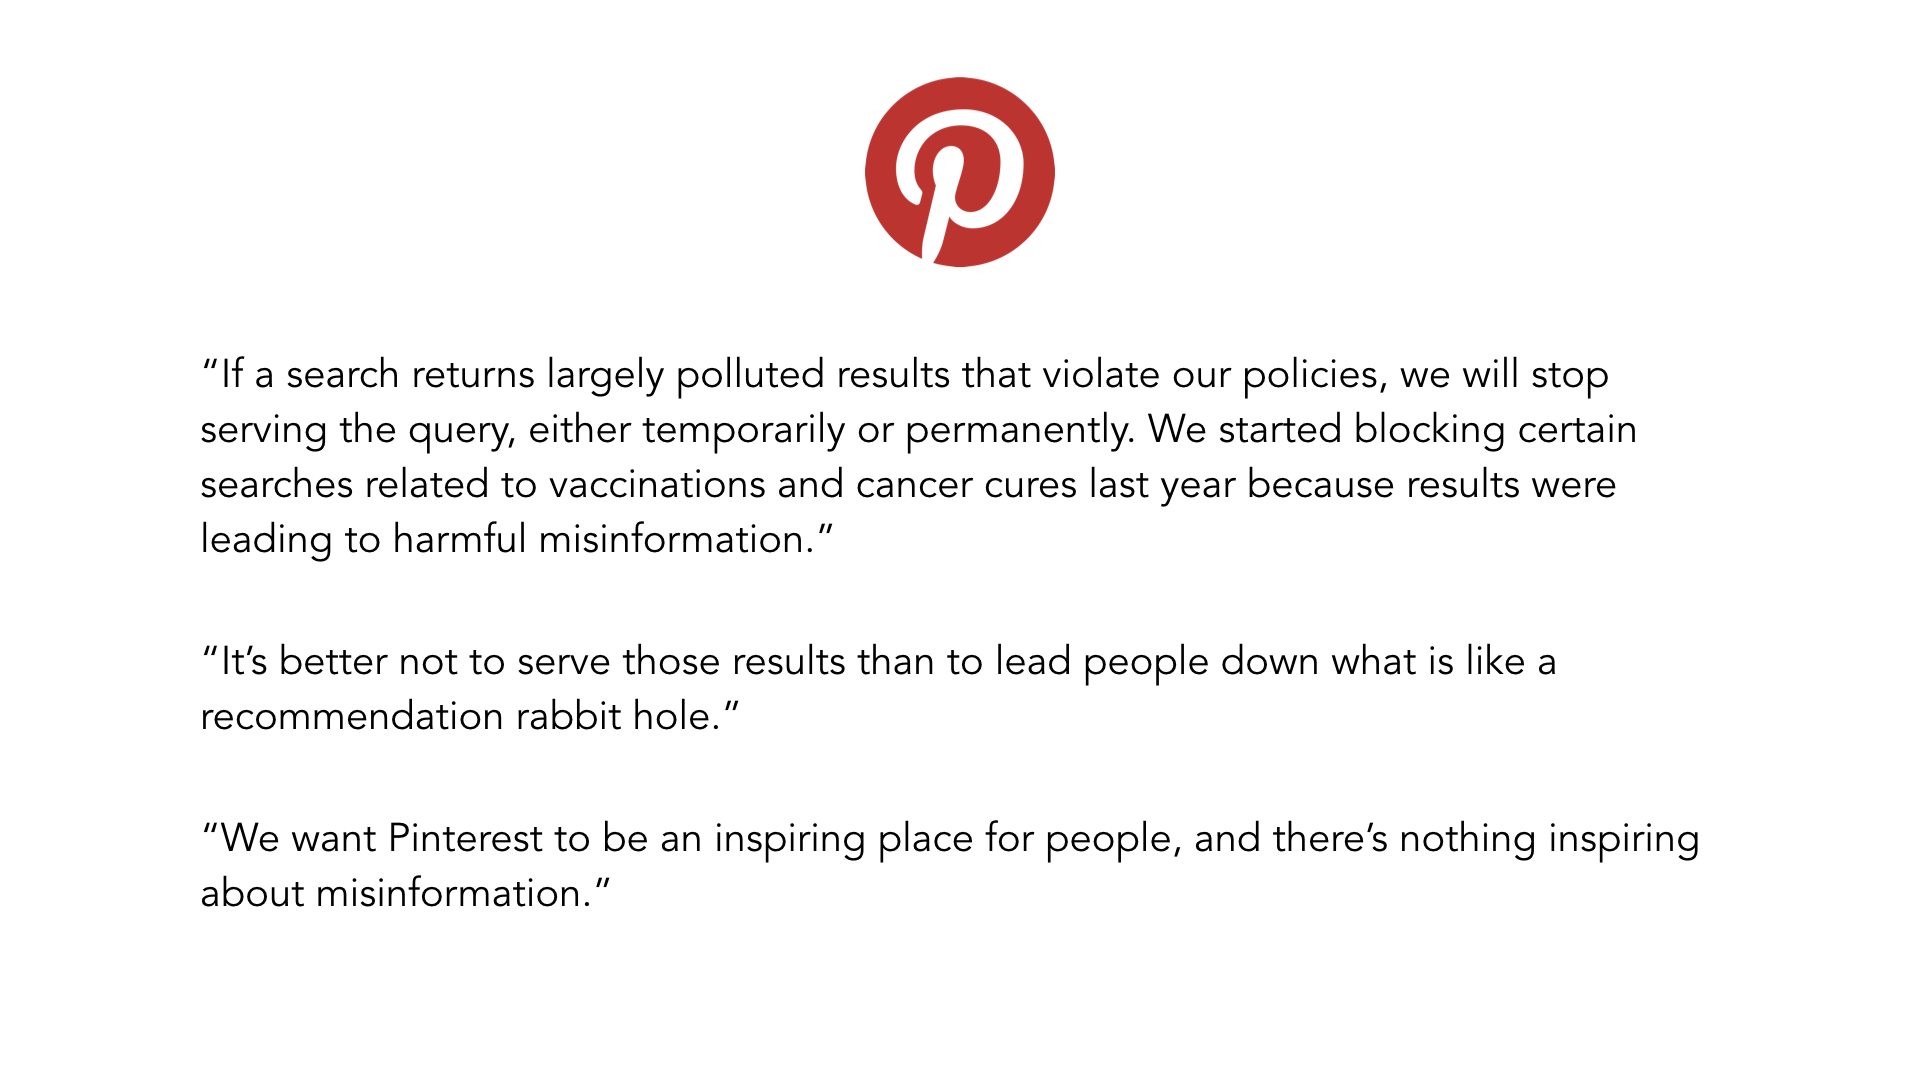 “If a search returns largely polluted results that violate our policies, we will stop
serving the query, either temporarily or permanently. We started blocking certain
searches related to vaccinations and cancer cures last year because results were
leading to harmful misinformation.”
“It’s better not to serve those results than to lead people down what is like a
recommendation rabbit hole.”
“We want Pinterest to be an inspiring place for people, and there’s nothing inspiring
about misinformation.”